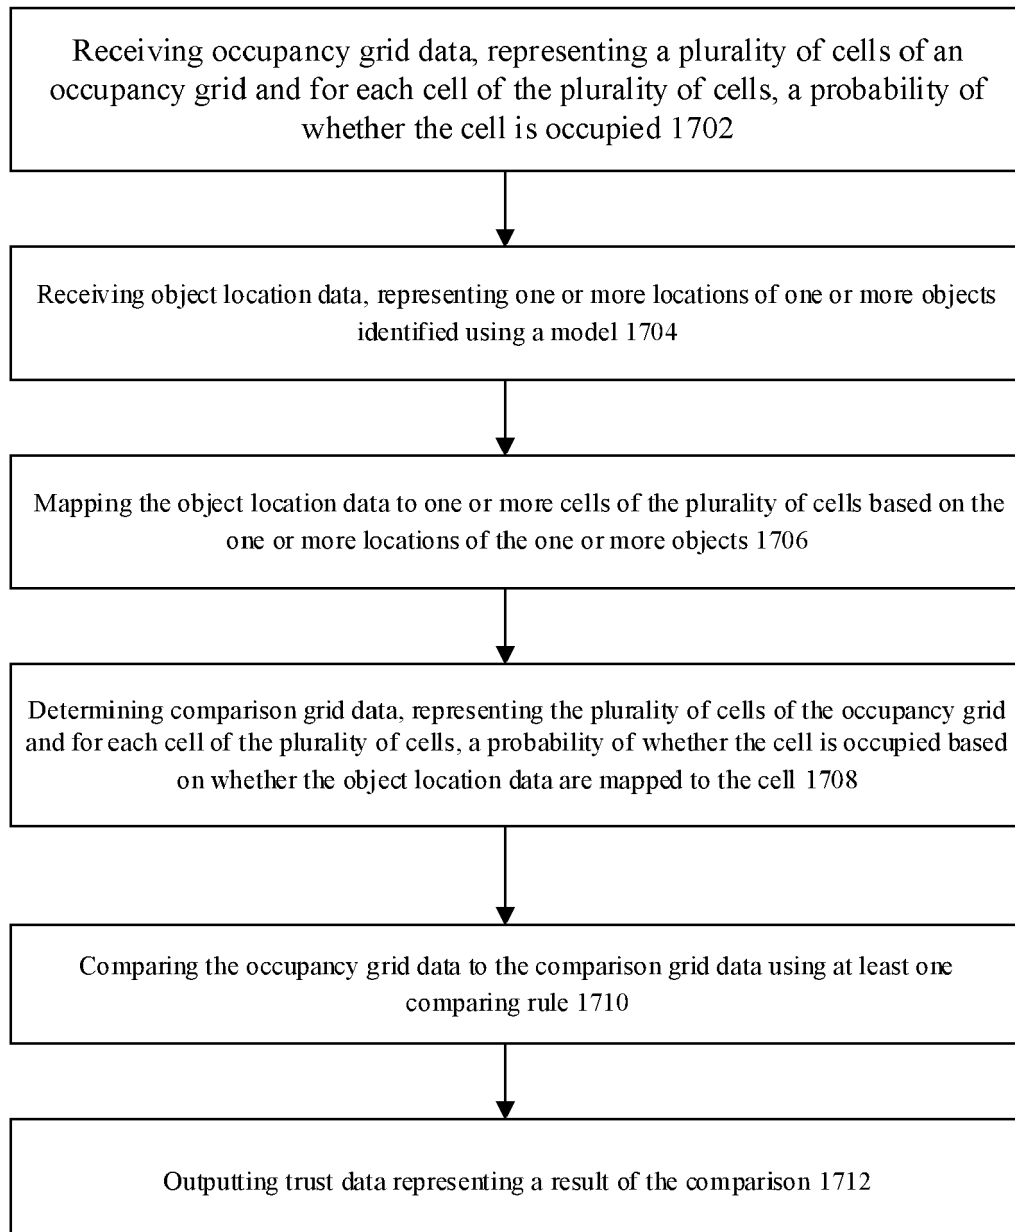 Receiving occupancy grid data, representing a plurality of cells of an
occupancy grid and for each cell of the plurality of cells, a probability of
whether the cell is occupied 1702
Receiving object location data, representing one or more locations of one or more objects
identified using a model 1704
Mapping the object location data to one or more cells of the plurality of cells based on the
one or more locations of the one or more objects 1706
Determining comparison grid data, representing the plurality of cells of the occupancy grid
and for each cell of the plurality of cells, a probability of whether the cell is occupied based
on whether the object location data are mapped to the cell 1708
Comparing the occupancy grid data to the comparison grid data using at least one
comparing rule 1710
Outputting trust data representing a result of the comparison 1712